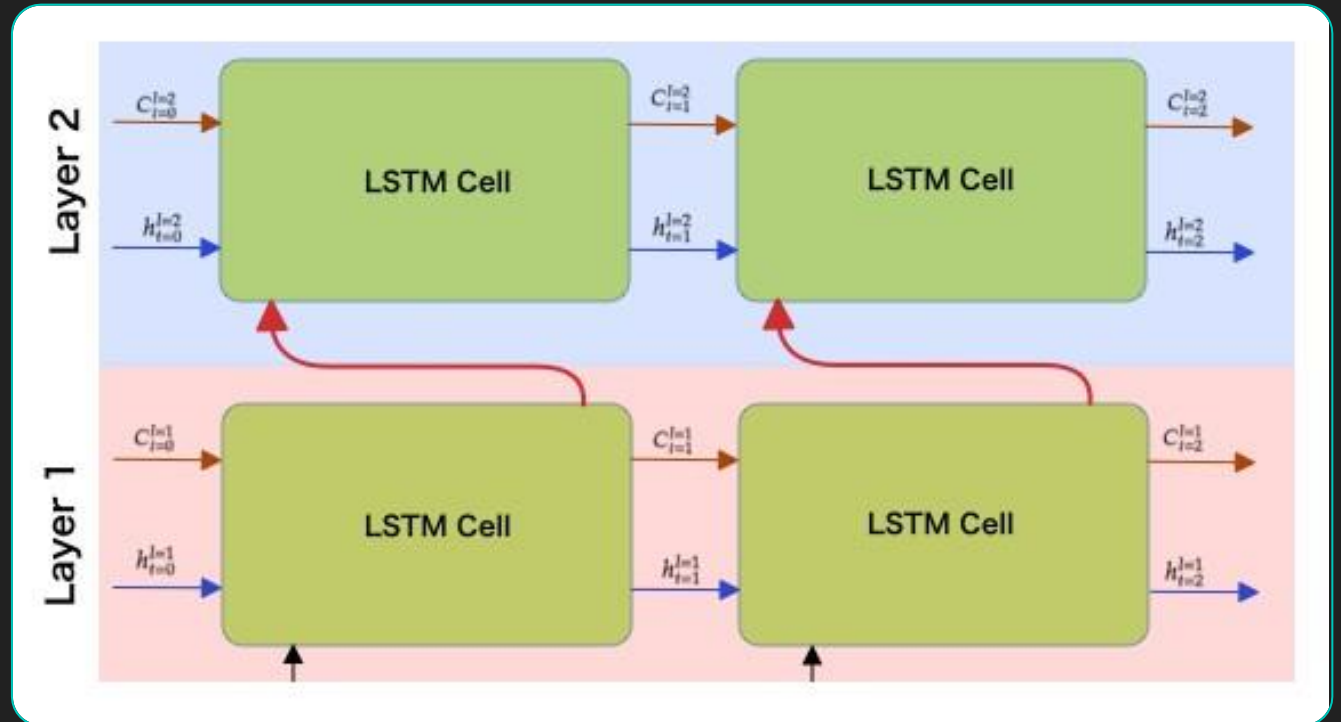 Layer 2
C_{t=0}^{l=2}
C_{t=1}^{l=2}
C_{t=2}^{l=2}
LSTM Cell
LSTM Cell
h_{t=0}^{l=2}
h_{t=1}^{l=2}
h_{t=2}^{l=2}
Layer 1
C_{t=0}^{l=1}
C_{t=1}^{l=1}
C_{t=2}^{l=1}
LSTM Cell
LSTM Cell
h_{t=0}^{l=1}
h_{t=1}^{l=1}
h_{t=2}^{l=1}